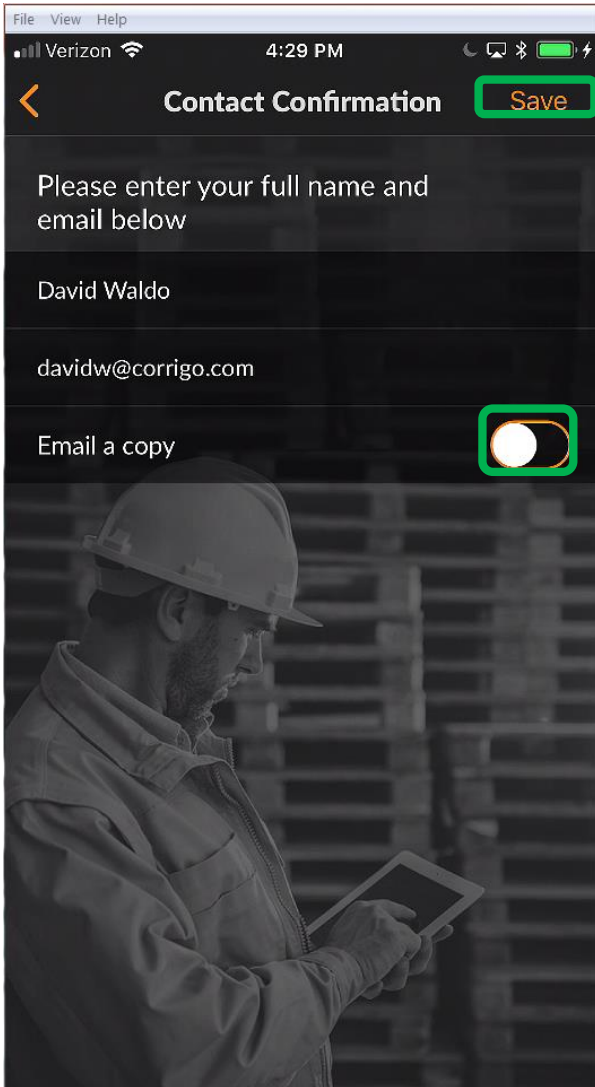 File View Help
Verizon 4:29 PM
Contact Confirmation Save
Please enter your full name and
email below
David Waldo
davidw@corrigo.com
Email a copy